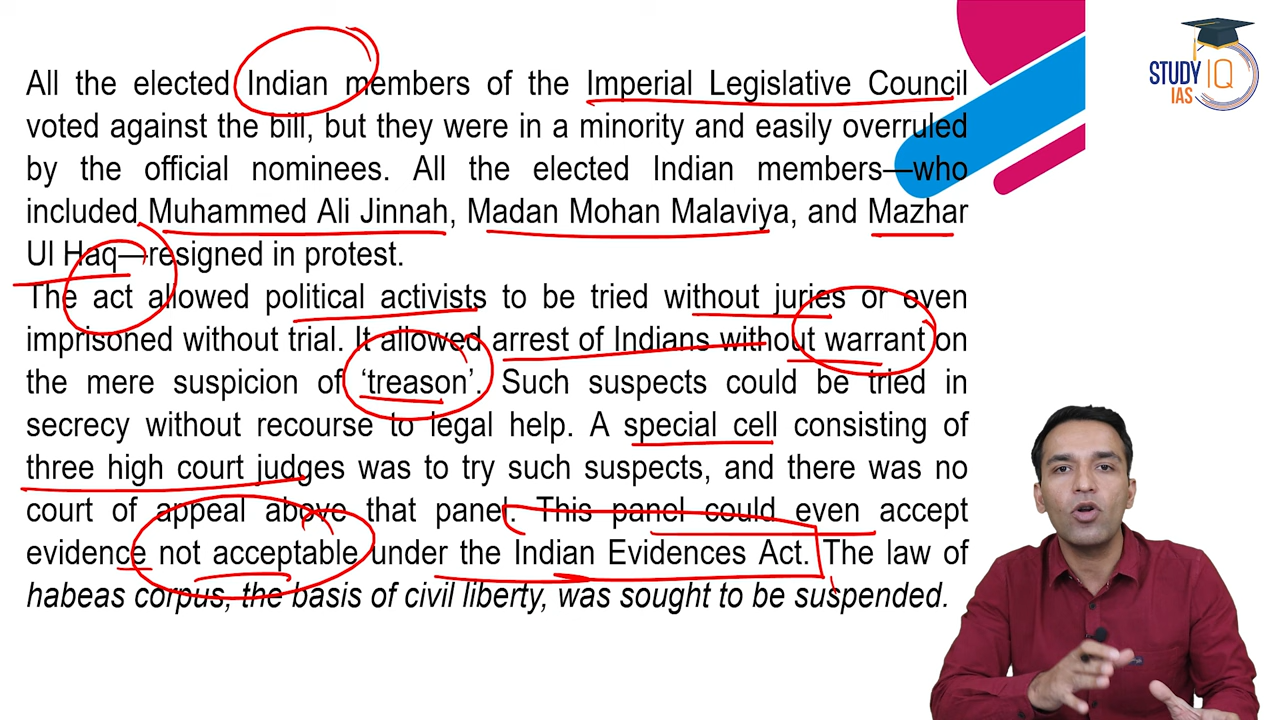 All the elected Indian members of the Imperial Legislative Council
voted against the bill, but they were in a minority and easily overruled
by the official nominees. All the elected Indian members—who
included Muhammed Ali Jinnah, Madan Mohan Malaviya, and Mazhar
Ul Haq—resigned in protest.
The act allowed political activists to be tried without juries or even
imprisoned without trial. It allowed arrest of Indians without warrant on
the mere suspicion of ‘treason’. Such suspects could be tried in
secrecy without recourse to legal help. A special cell consisting of
three high court judges was to try such suspects, and there was no
court of appeal above that panel. This panel could even accept
evidence not acceptable under the Indian Evidences Act. The law of
habeas corpus, the basis of civil liberty, was sought to be suspended.
STUDY IQ
IAS